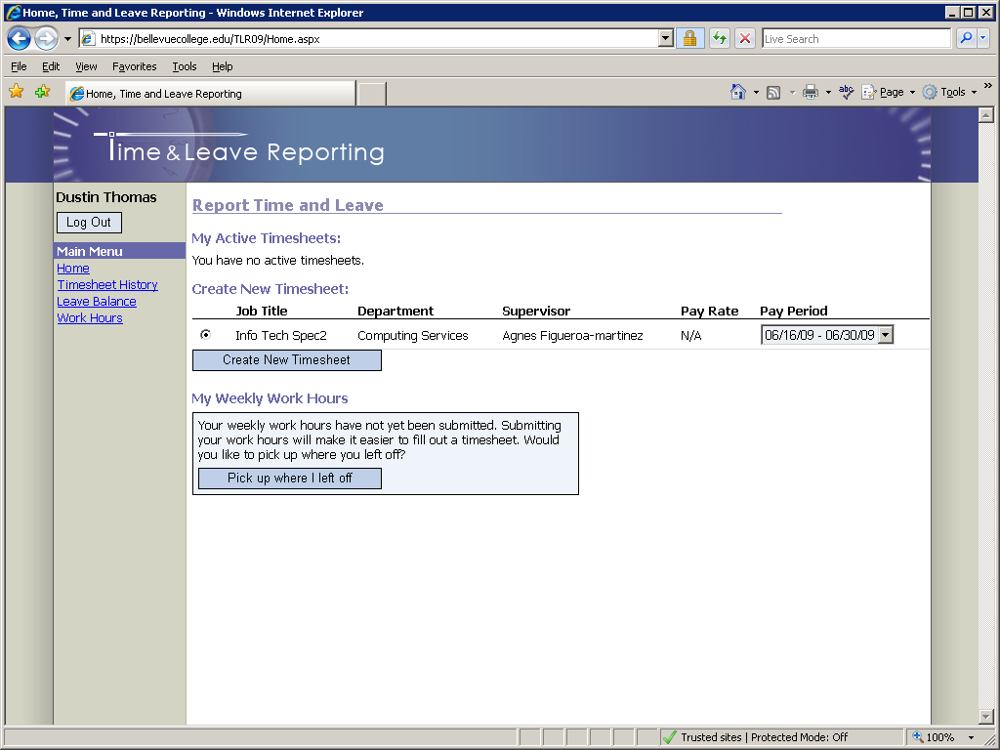 Home, Time and Leave Reporting - Windows Internet Explorer
https://bellevuecollege.edu/TLR09/Home.aspx
Live Search
File Edit View Favorites Tools Help
Home, Time and Leave Reporting
abc Page Tools »
Time & Leave Reporting
Dustin Thomas
Log Out
Main Menu
Home
Timesheet History
Leave Balance
Work Hours
Report Time and Leave
My Active Timesheets:
You have no active timesheets.
Create New Timesheet:
Job Title Department Supervisor Pay Rate Pay Period
Info Tech Spec2 Computing Services Agnes Figueroa-martinez N/A 06/16/09 - 06/30/09
Create New Timesheet
My Weekly Work Hours
Your weekly work hours have not yet been submitted. Submitting
your work hours will make it easier to fill out a timesheet. Would
you like to pick up where you left off?
Pick up where I left off
Trusted sites | Protected Mode: Off
100%